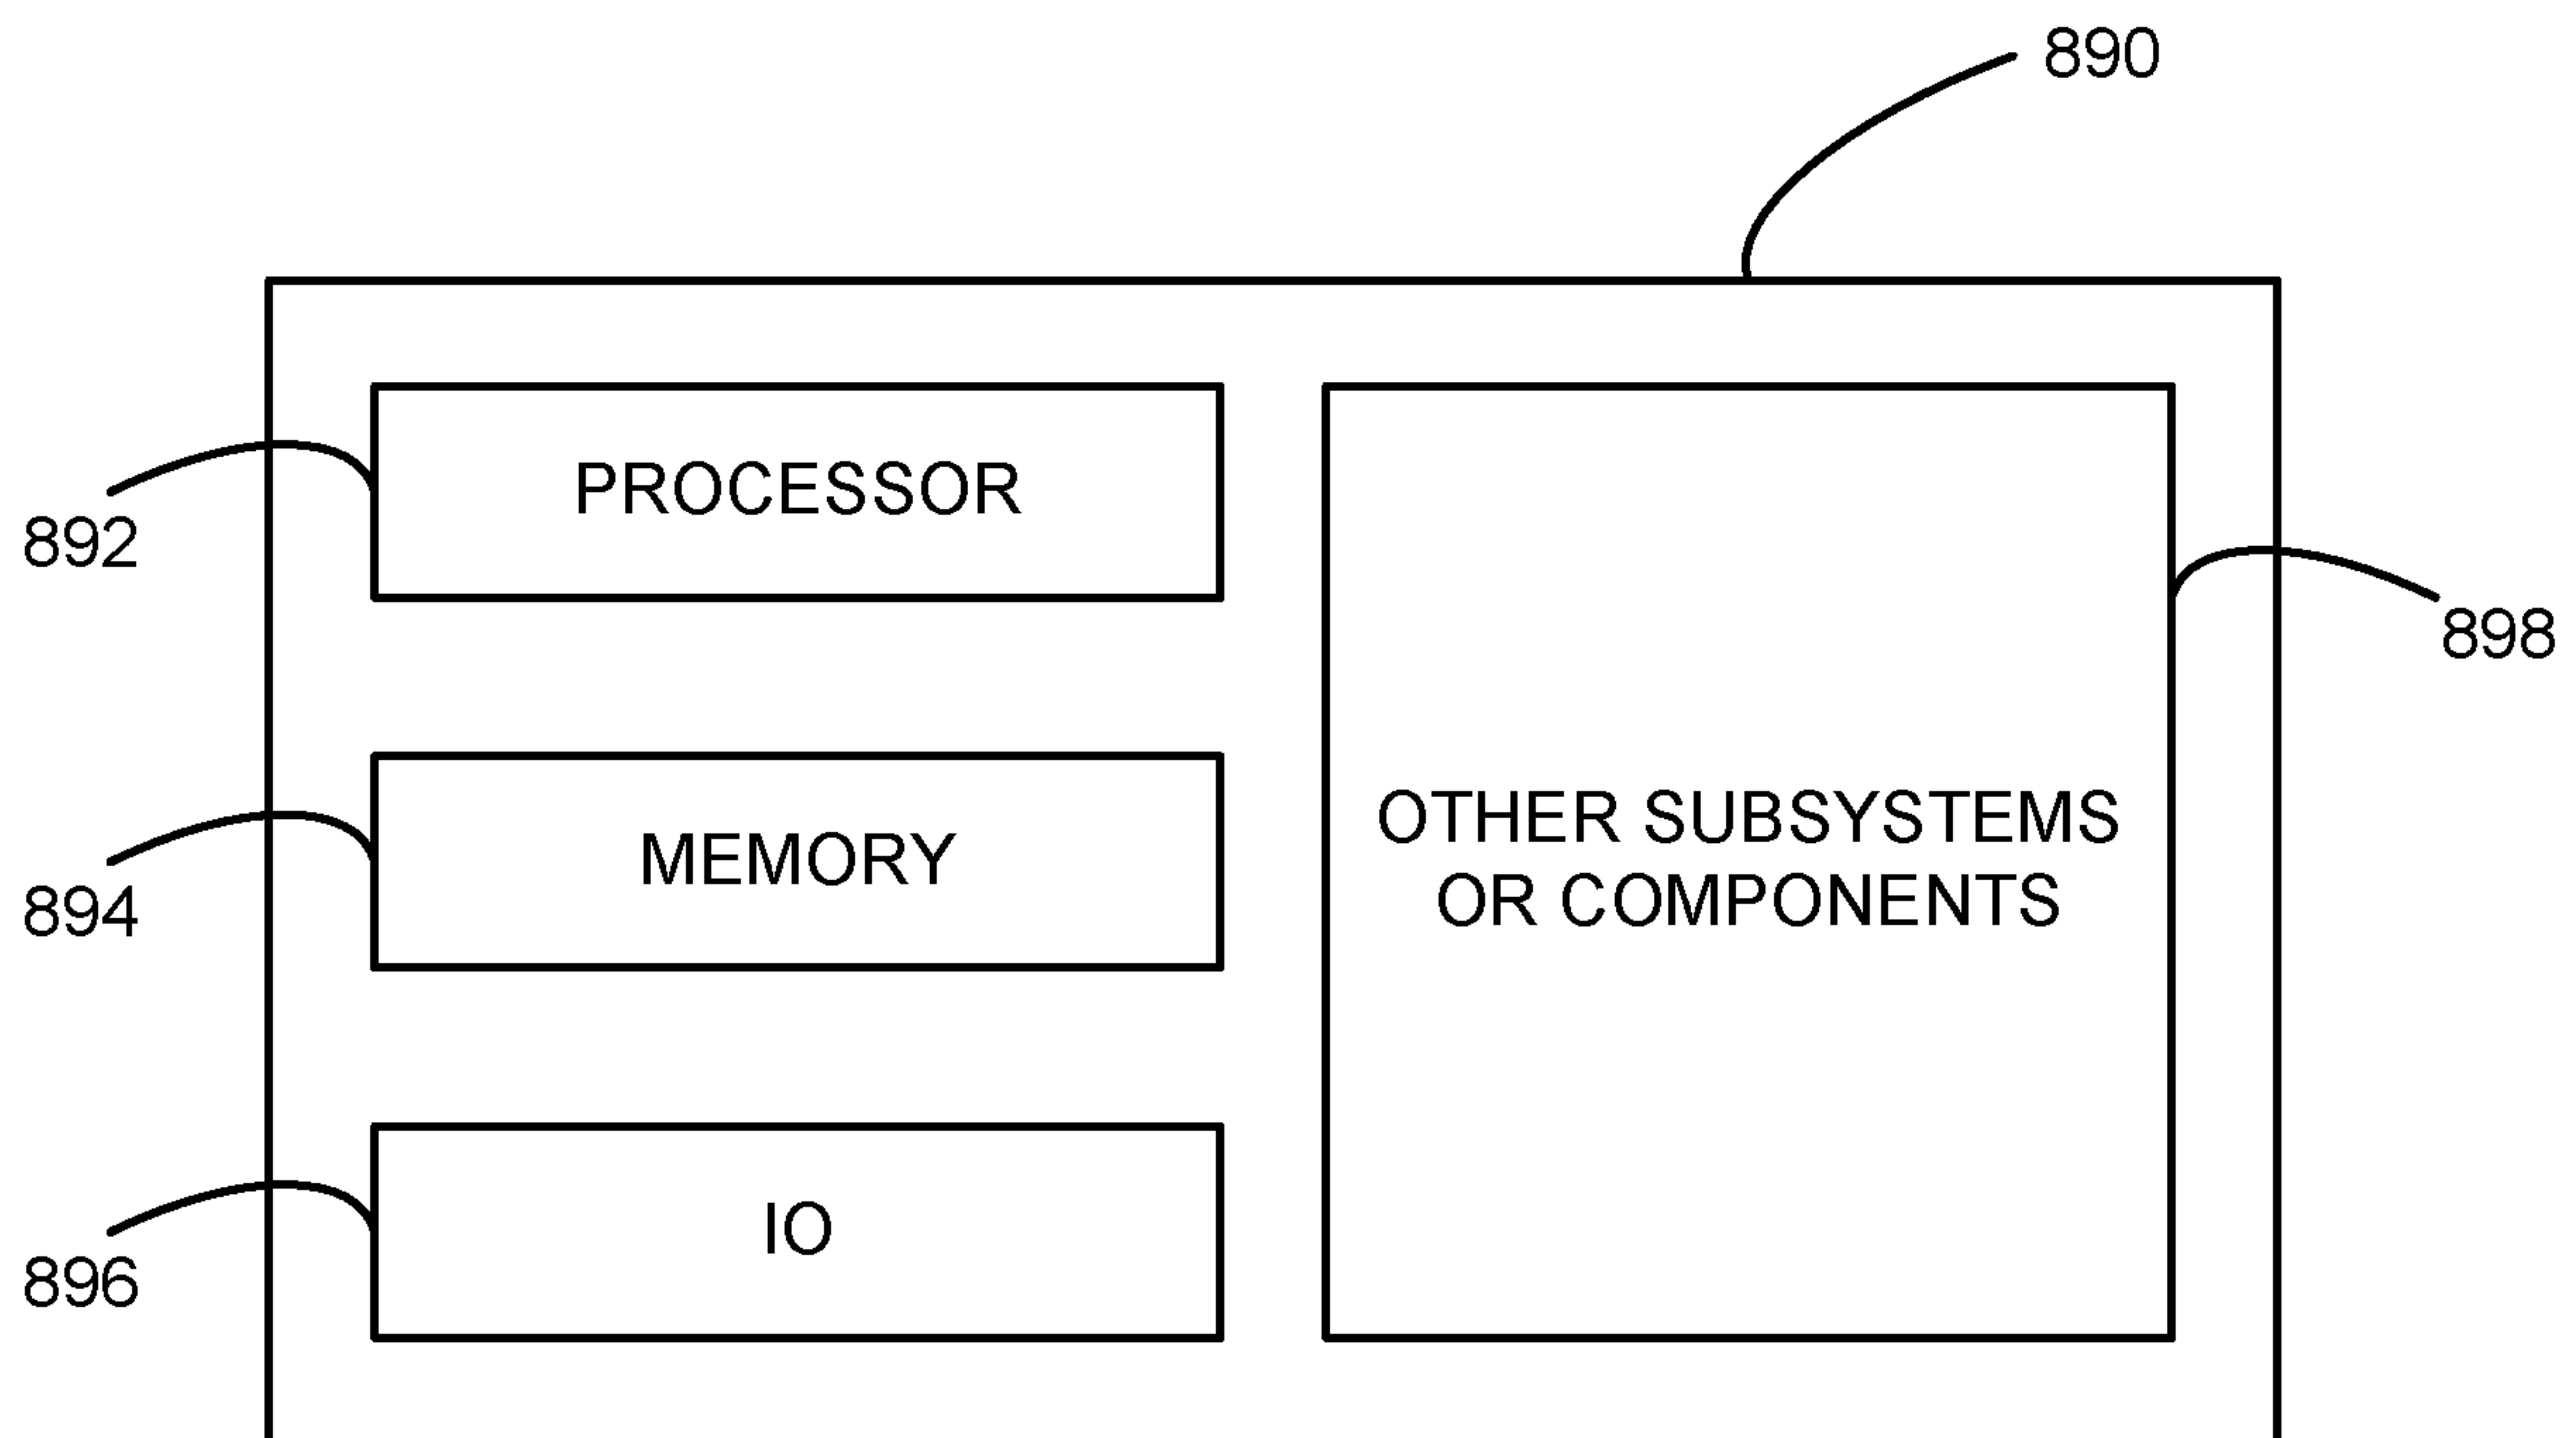 890
PROCESSOR
892
898
OTHER SUBSYSTEMS
OR COMPONENTS
MEMORY
894
IO
896